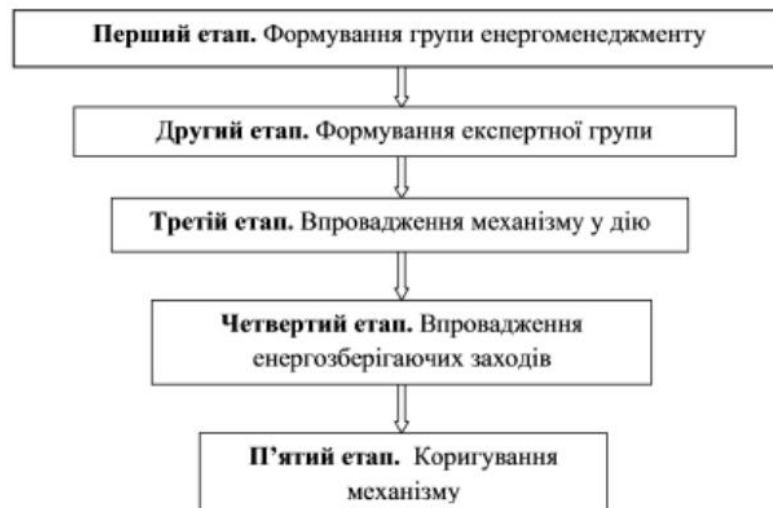 Перший етап. Формування групи енергоменеджменту
Другий етап. Формування експертної групи
Третій етап. Впровадження механізму у дію
Четвертий етап. Впровадження
енергозберігаючих заходів
П’ятий етап. Коригування
механізму